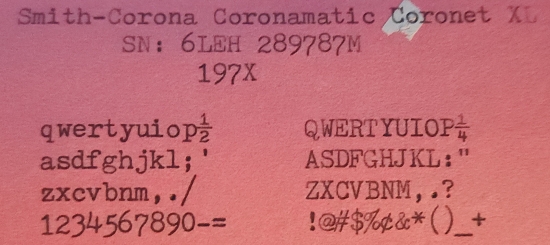 Smith-Corona Coronamatic Coronet XL
SN: 6LEH 289787M
197X
qwertyuiop½ QWERTYUIOP¼
asdfghjkl;' ASDFGHJKL:"
zxcvbnm,./ ZXCVBNM,.?
1234567890-= !@#$%¢&*()_+